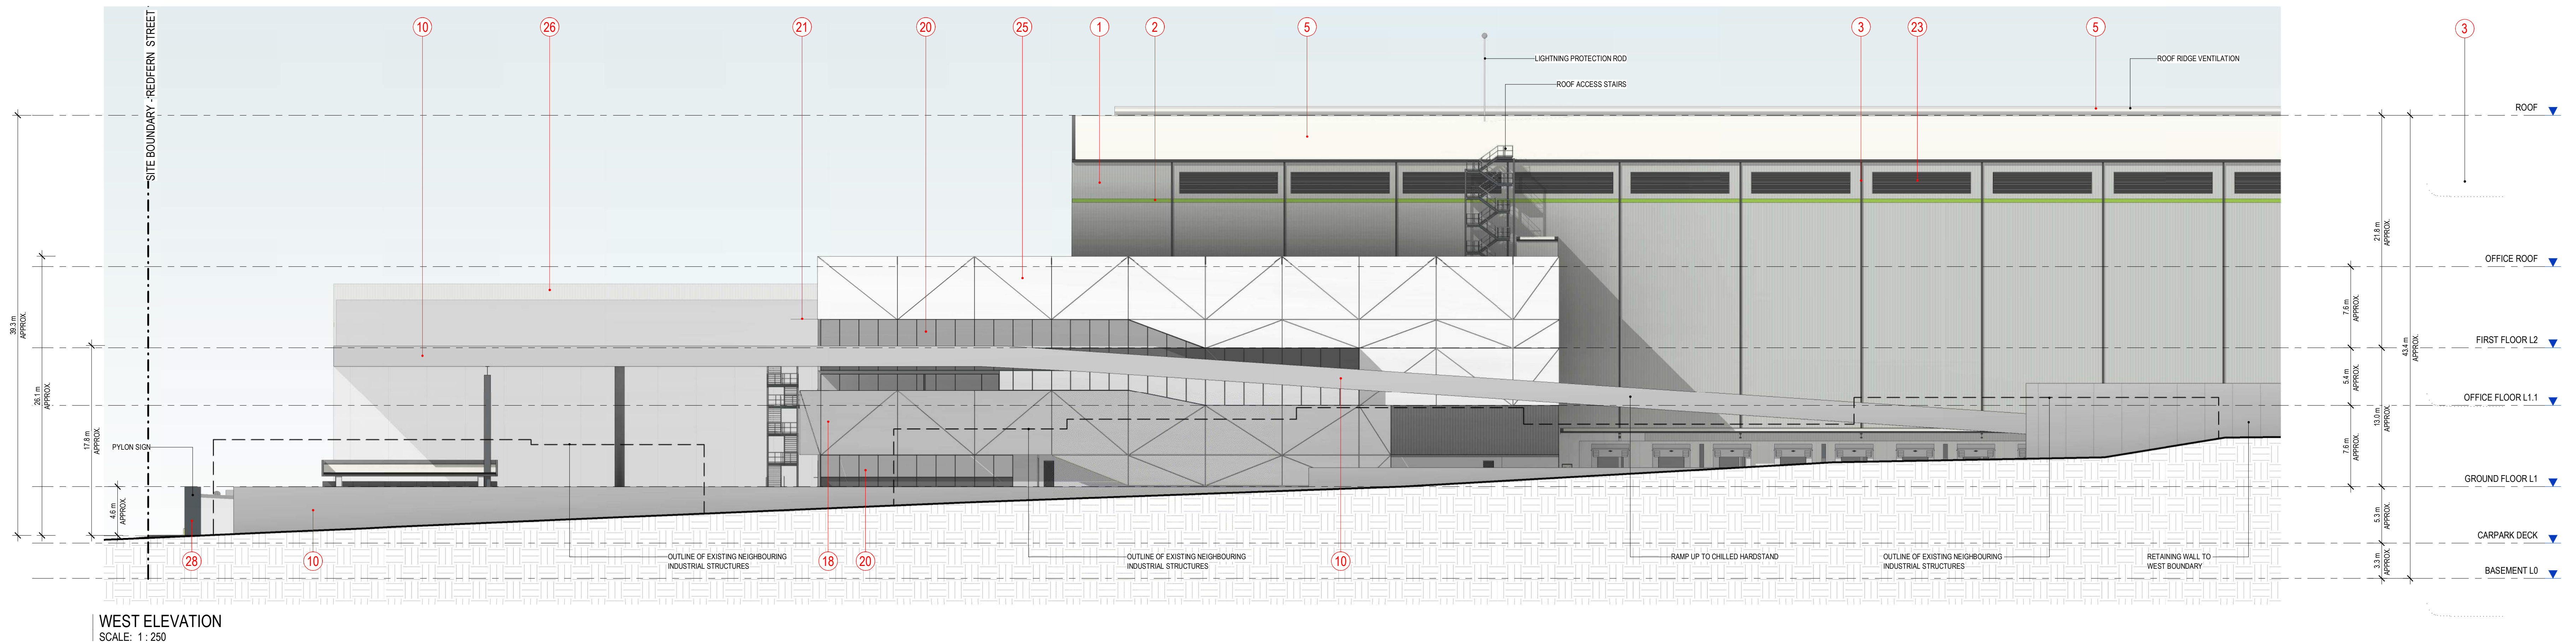 10
26
21
20
25
1
2
5
3
23
5
3
SITE BOUNDARY - REDFERN STREET
LIGHTNING PROTECTION ROD
ROOF RIDGE VENTILATION
ROOF ACCESS STAIRS
ROOF
OFFICE ROOF
FIRST FLOOR L2
OFFICE FLOOR L1.1
GROUND FLOOR L1
CARPARK DECK
BASEMENT L0
39.3 m
APPROX.
26.1 m
APPROX.
17.8 m
APPROX.
4.6 m
APPROX.
21.8 m
APPROX.
7.6 m
APPROX.
43.4 m
APPROX.
5.4 m
APPROX.
13.0 m
APPROX.
7.6 m
APPROX.
5.3 m
APPROX.
3.3 m
APPROX.
PYLON SIGN
28
10
OUTLINE OF EXISTING NEIGHBOURING
INDUSTRIAL STRUCTURES
18
20
OUTLINE OF EXISTING NEIGHBOURING
INDUSTRIAL STRUCTURES
10
RAMP UP TO CHILLED HARDSTAND
OUTLINE OF EXISTING NEIGHBOURING
INDUSTRIAL STRUCTURES
RETAINING WALL TO
WEST BOUNDARY
WEST ELEVATION
SCALE: 1 : 250